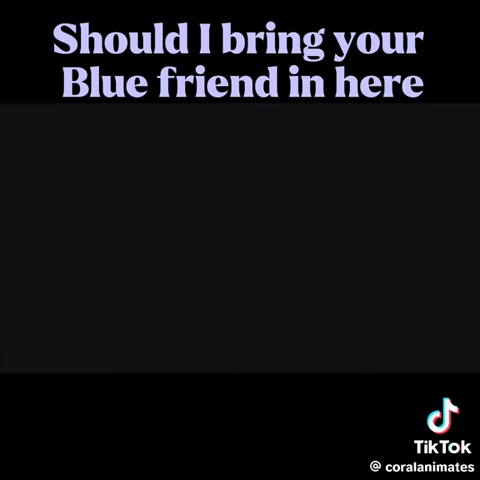 Should I bring your
Blue friend in here
TikTok
@ coralanimates